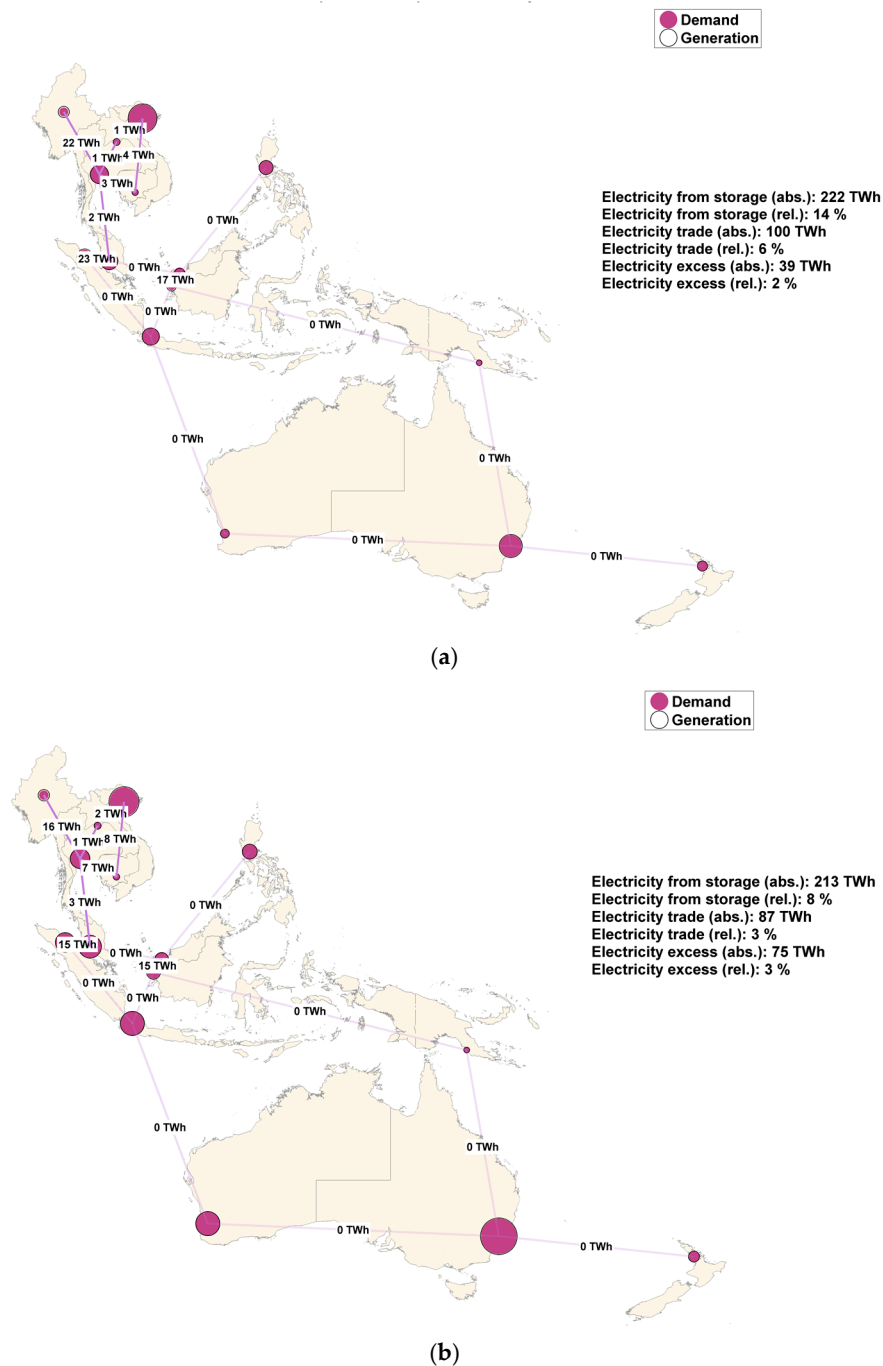 Demand
Generation
1 TWh
22 TWh
1 TWh
4 TWh
3 TWh
2 TWh
0 TWh
23 TWh
0 TWh
17 TWh
0 TWh
0 TWh
0 TWh
0 TWh
0 TWh
0 TWh
0 TWh
Electricity from storage (abs.): 222 TWh
Electricity from storage (rel.): 14 %
Electricity trade (abs.): 100 TWh
Electricity trade (rel.): 6 %
Electricity excess (abs.): 39 TWh
Electricity excess (rel.): 2 %
(a)
Demand
Generation
2 TWh
16 TWh
1 TWh
8 TWh
7 TWh
3 TWh
0 TWh
15 TWh
0 TWh
15 TWh
0 TWh
0 TWh
0 TWh
0 TWh
0 TWh
0 TWh
0 TWh
Electricity from storage (abs.): 213 TWh
Electricity from storage (rel.): 8 %
Electricity trade (abs.): 87 TWh
Electricity trade (rel.): 3 %
Electricity excess (abs.): 75 TWh
Electricity excess (rel.): 3 %
(b)